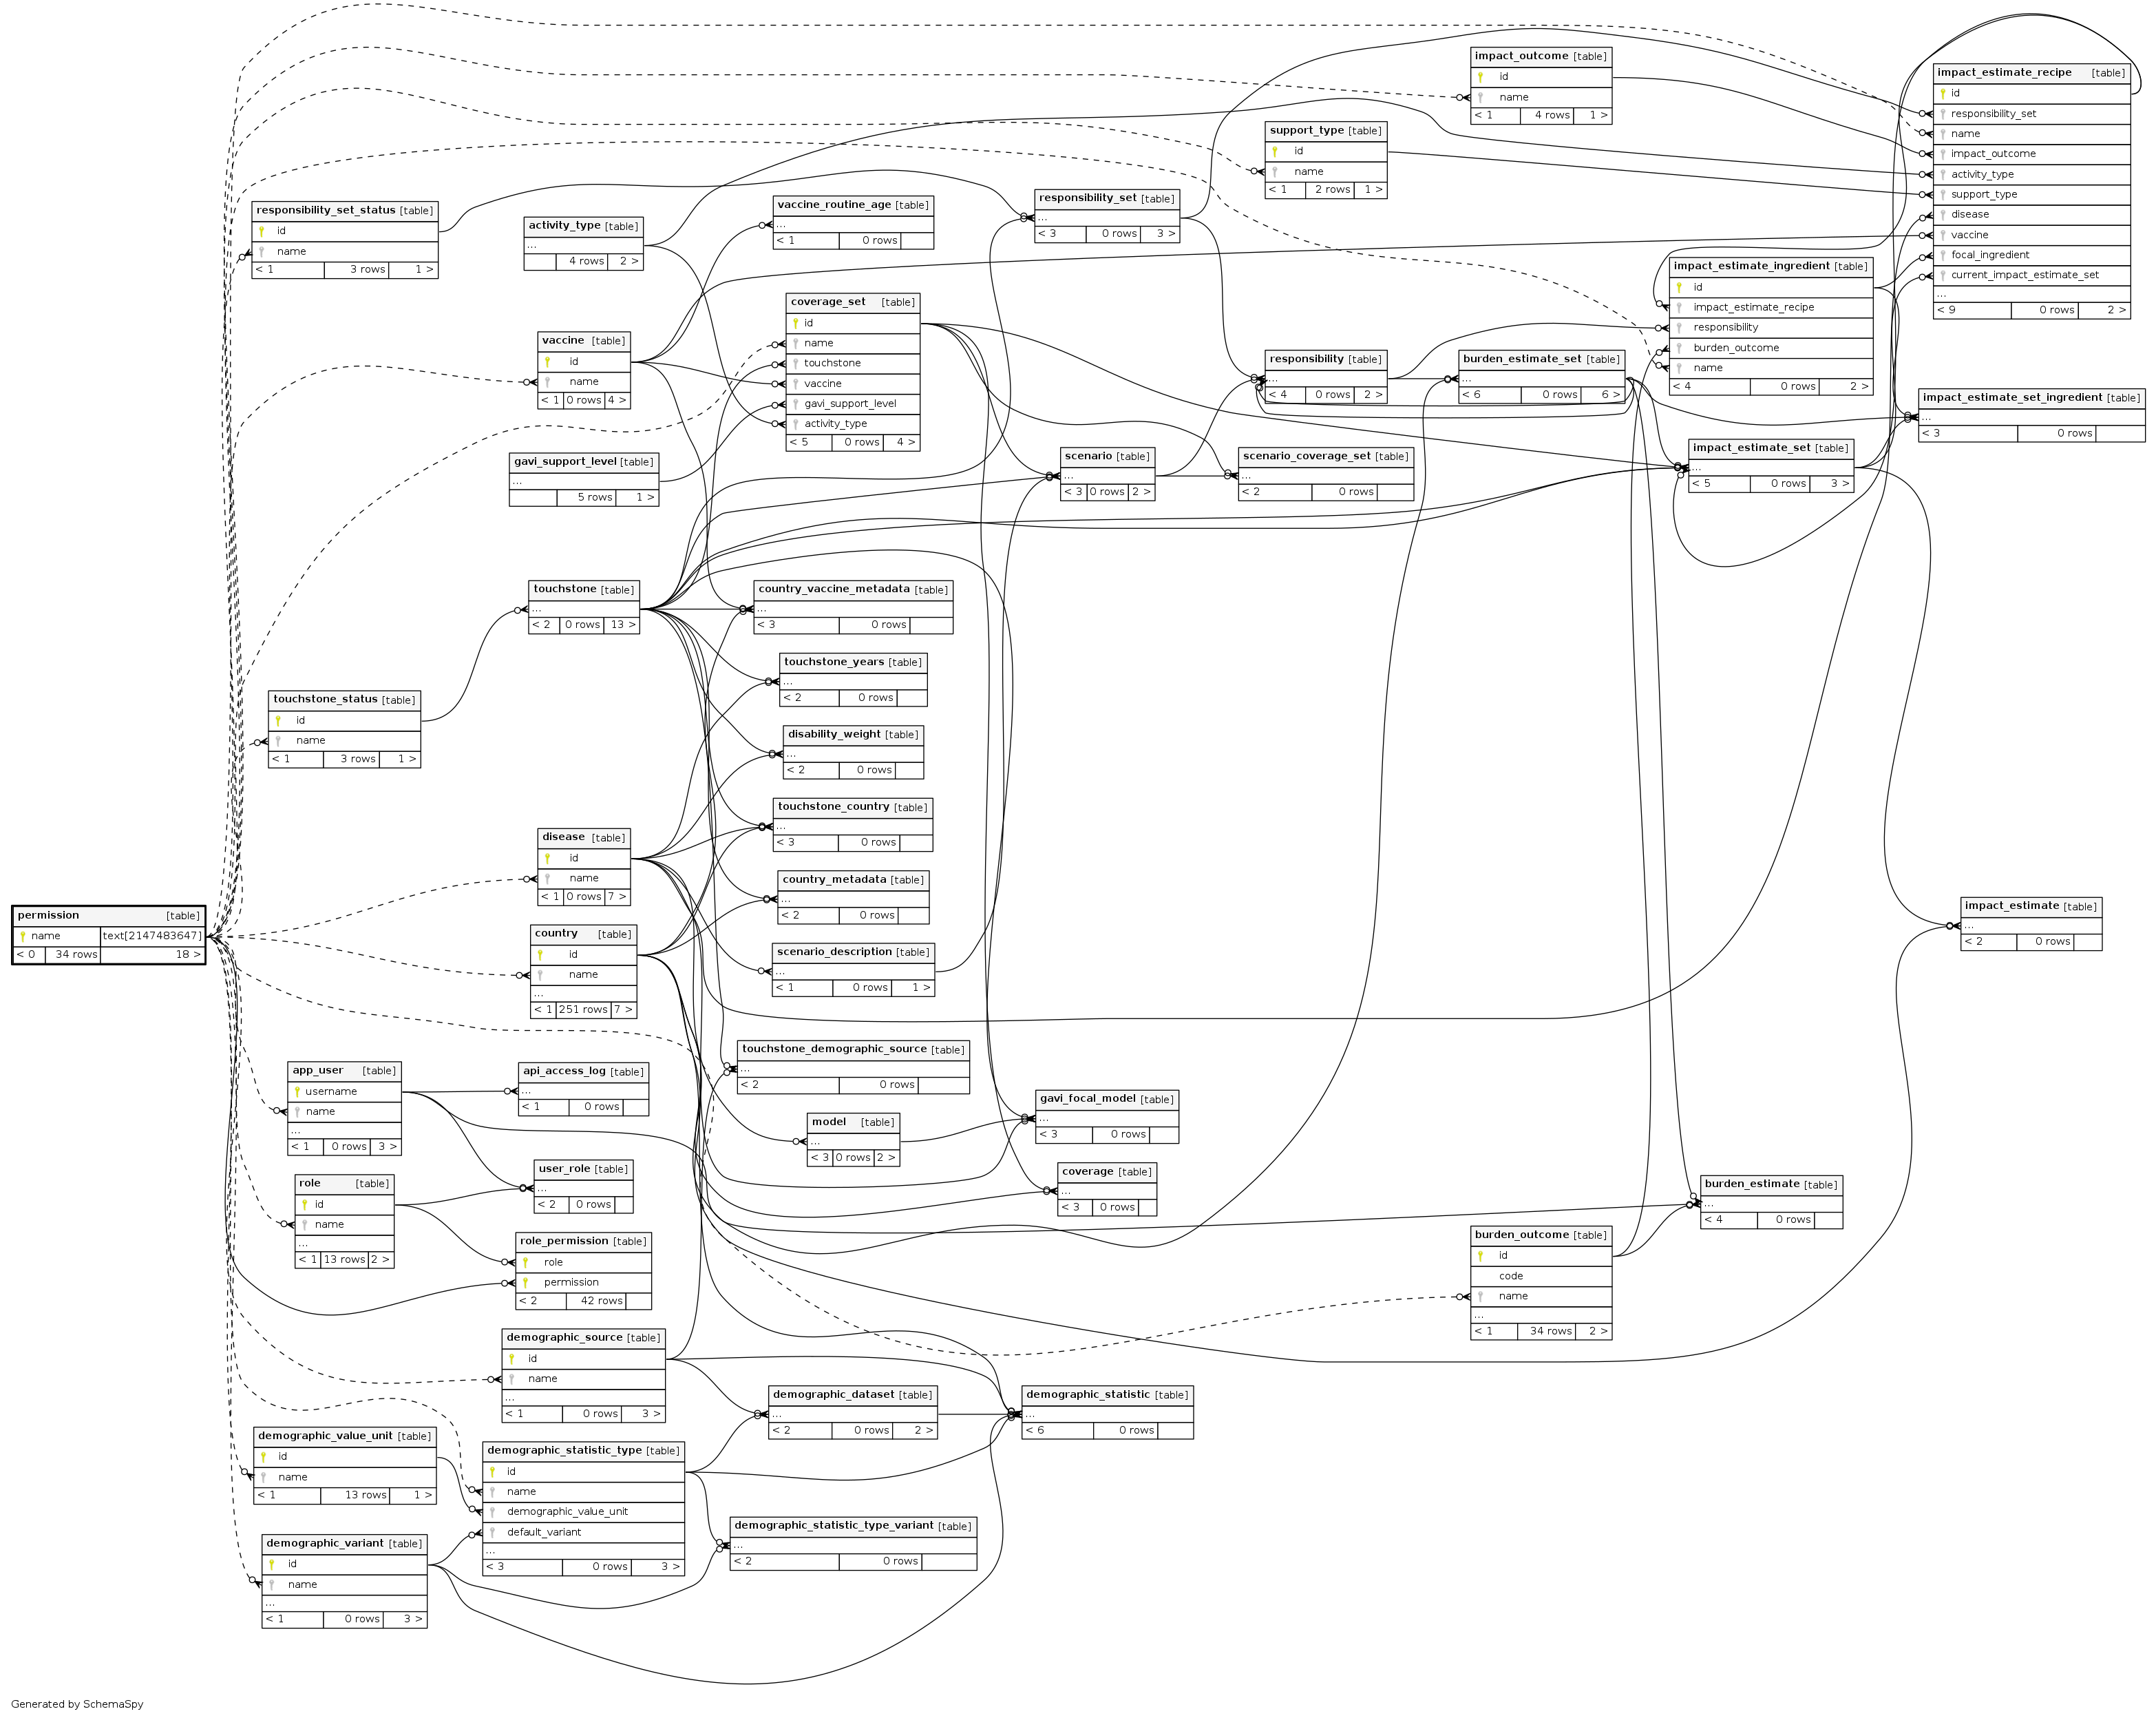 impact_outcome [table]
id
name
< 1 4 rows 1 >
impact_estimate_recipe [table]
id
responsibility_set
name
impact_outcome
activity_type
support_type
disease
vaccine
focal_ingredient
current_impact_estimate_set
...
< 9 0 rows 2 >
support_type [table]
id
name
< 1 2 rows 1 >
responsibility_set_status [table]
id
name
< 1 3 rows 1 >
activity_type [table]
...
4 rows 2 >
vaccine_routine_age [table]
...
< 1 0 rows
responsibility_set [table]
...
< 3 0 rows 3 >
impact_estimate_ingredient [table]
id
impact_estimate_recipe
responsibility
burden_outcome
name
< 4 0 rows 2 >
coverage_set [table]
id
name
touchstone
vaccine
gavi_support_level
activity_type
< 5 0 rows 4 >
vaccine [table]
id
name
< 1 0 rows 4 >
responsibility [table]
...
< 4 0 rows 2 >
burden_estimate_set [table]
...
< 6 0 rows 6 >
impact_estimate_set_ingredient [table]
...
< 3 0 rows
gavi_support_level [table]
...
5 rows 1 >
scenario [table]
...
< 3 0 rows 2 >
scenario_coverage_set [table]
...
< 2 0 rows
impact_estimate_set [table]
...
< 5 0 rows 3 >
touchstone [table]
...
< 2 0 rows 13 >
country_vaccine_metadata [table]
...
< 3 0 rows
touchstone_years [table]
...
< 2 0 rows
touchstone_status [table]
id
name
< 1 3 rows 1 >
disability_weight [table]
...
< 2 0 rows
touchstone_country [table]
...
< 3 0 rows
disease [table]
id
name
< 1 0 rows 7 >
country_metadata [table]
...
< 2 0 rows
permission [table]
name text[2147483647]
< 0 34 rows 18 >
impact_estimate [table]
...
< 2 0 rows
country [table]
id
name
...
< 1 251 rows 7 >
scenario_description [table]
...
< 1 0 rows 1 >
touchstone_demographic_source [table]
...
< 2 0 rows
app_user [table]
username
name
...
< 1 0 rows 3 >
api_access_log [table]
...
< 1 0 rows
gavi_focal_model [table]
...
< 3 0 rows
model [table]
...
< 3 0 rows 2 >
user_role [table]
...
< 2 0 rows
coverage [table]
...
< 3 0 rows
role [table]
id
name
...
< 1 13 rows 2 >
burden_estimate [table]
...
< 4 0 rows
role_permission [table]
role
permission
< 2 42 rows
burden_outcome [table]
id
code
name
...
< 1 34 rows 2 >
demographic_source [table]
id
name
...
< 1 0 rows 3 >
demographic_dataset [table]
...
< 2 0 rows 2 >
demographic_statistic [table]
...
< 6 0 rows
demographic_value_unit [table]
id
name
< 1 13 rows 1 >
demographic_statistic_type [table]
id
name
demographic_value_unit
default_variant
...
< 3 0 rows 3 >
demographic_statistic_type_variant [table]
...
< 2 0 rows
demographic_variant [table]
id
name
...
< 1 0 rows 3 >
Generated by SchemaSpy